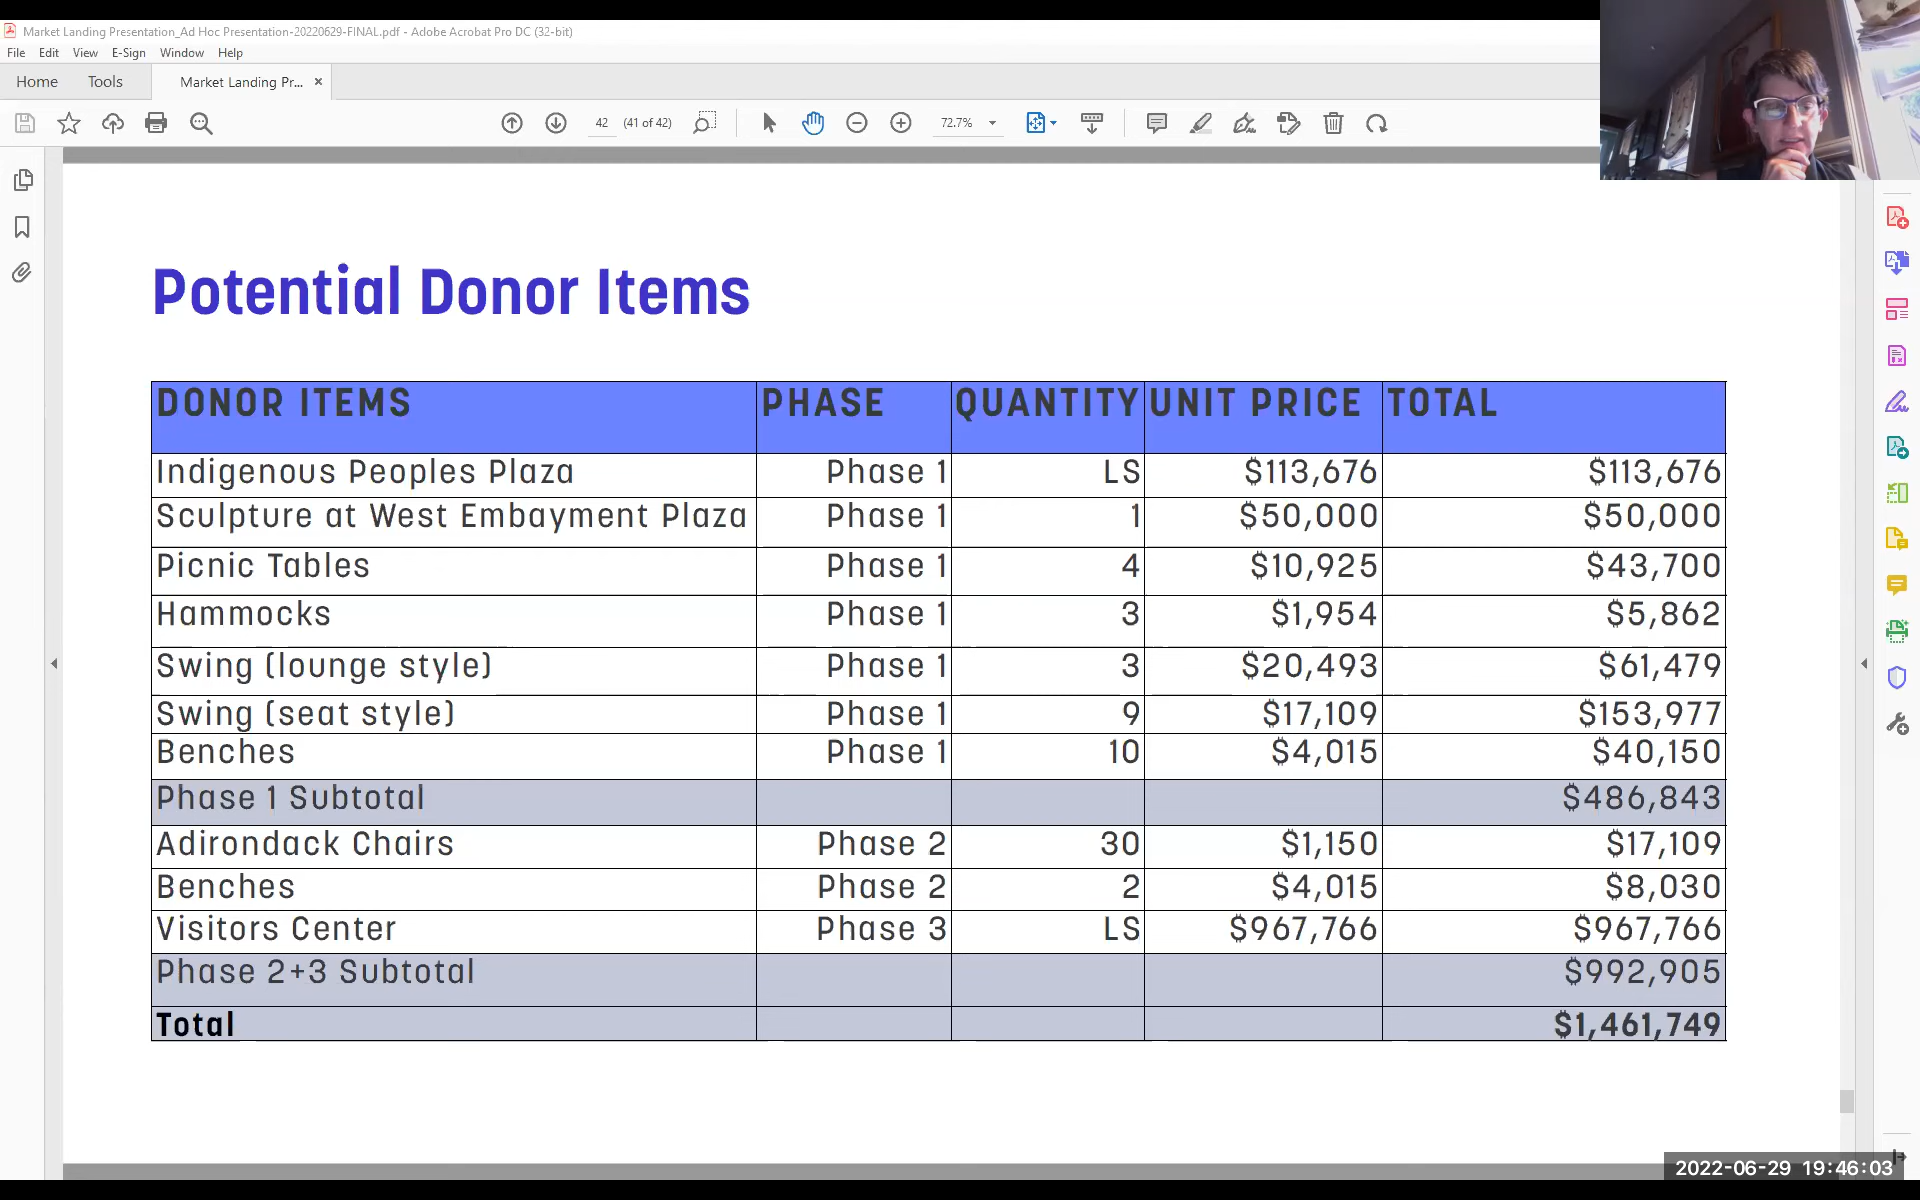 Market Landing Presentation_Ad Hoc Presentation-20220629-FINAL.pdf - Adobe Acrobat Pro DC (32-bit)
File Edit View E-Sign Window Help
Home Tools Market Landing Pr... ×
42 (41 of 42) 72.7%
Potential Donor Items
DONOR ITEMS PHASE QUANTITY UNIT PRICE TOTAL
Indigenous Peoples Plaza Phase 1 LS $113,676 $113,676
Sculpture at West Embayment Plaza Phase 1 1 $50,000 $50,000
Picnic Tables Phase 1 4 $10,925 $43,700
Hammocks Phase 1 3 $1,954 $5,862
Swing (lounge style) Phase 1 3 $20,493 $61,479
Swing (seat style) Phase 1 9 $17,109 $153,977
Benches Phase 1 10 $4,015 $40,150
Phase 1 Subtotal $486,843
Adirondack Chairs Phase 2 30 $1,150 $17,109
Benches Phase 2 2 $4,015 $8,030
Visitors Center Phase 3 LS $967,766 $967,766
Phase 2+3 Subtotal $992,905
Total $1,461,749
2022-06-29 19:46:03